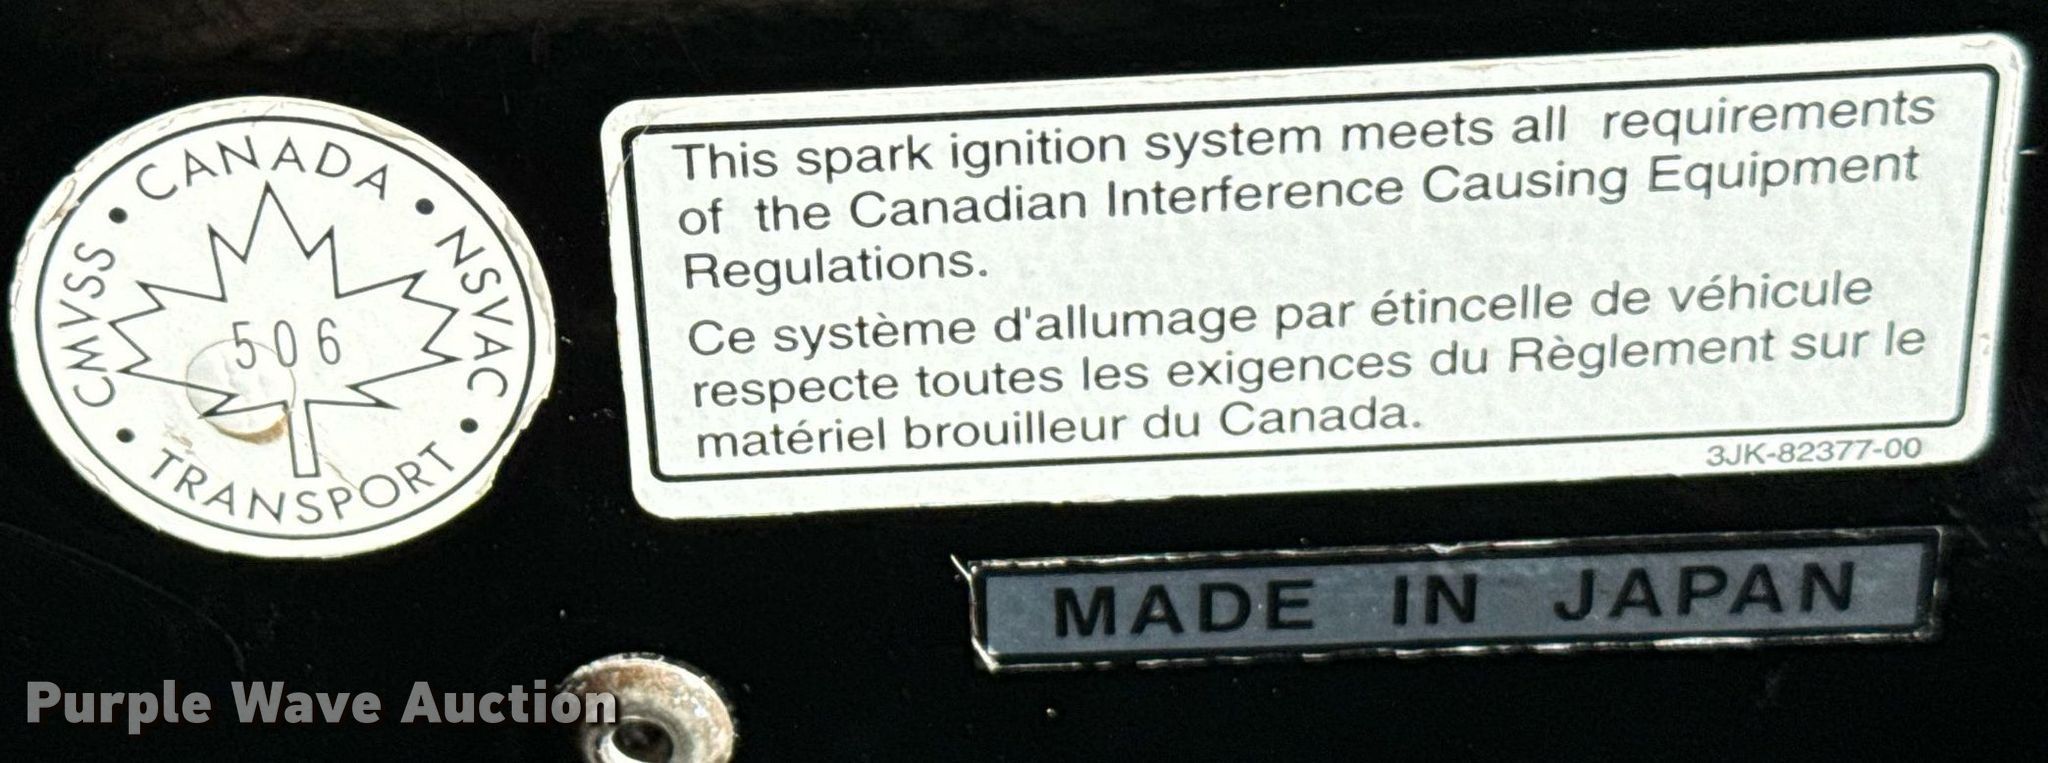 CANADA
CMVSS
NSVAC
506
TRANSPORT
This spark ignition system meets all requirements
of the Canadian Interference Causing Equipment
Regulations.
Ce système d'allumage par étincelle de véhicule
respecte toutes les exigences du Règlement sur le
matériel brouilleur du Canada.
3JK-82377-00
MADE IN JAPAN
Purple Wave Auction